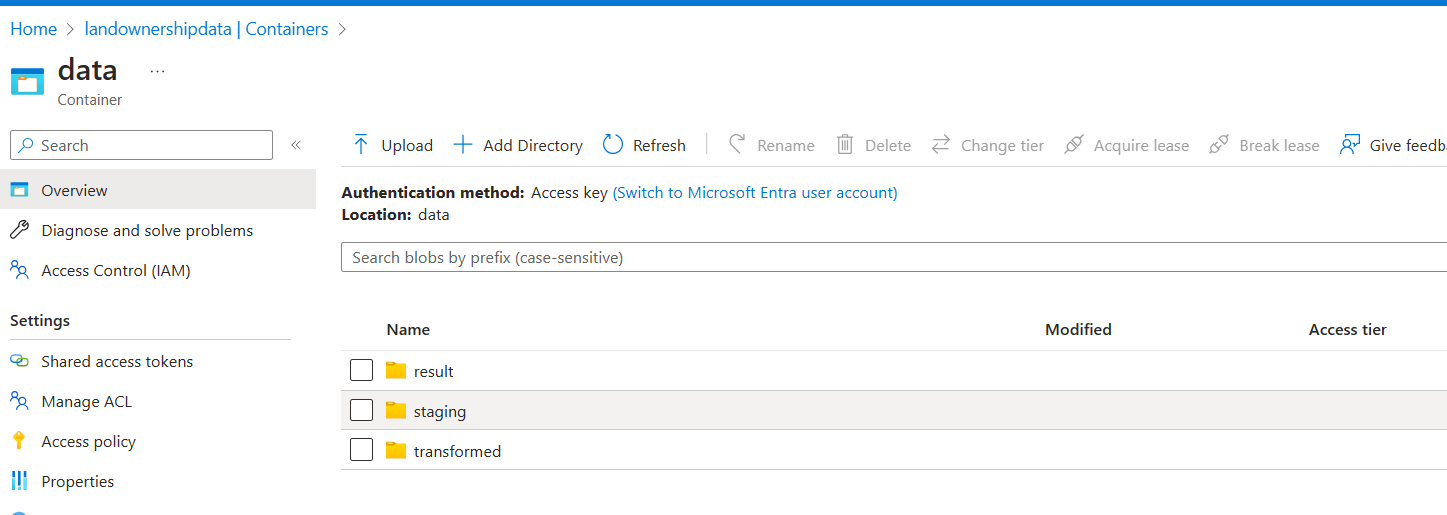 Home > landownershipdata | Containers >
data ...
Container
Search «
Upload Add Directory Refresh Rename Delete Change tier Acquire lease Break lease Give feedba
Overview
Diagnose and solve problems
Access Control (IAM)
Settings
Shared access tokens
Manage ACL
Access policy
Properties
Authentication method: Access key (Switch to Microsoft Entra user account)
Location: data
Search blobs by prefix (case-sensitive)
Name Modified Access tier
result
staging
transformed